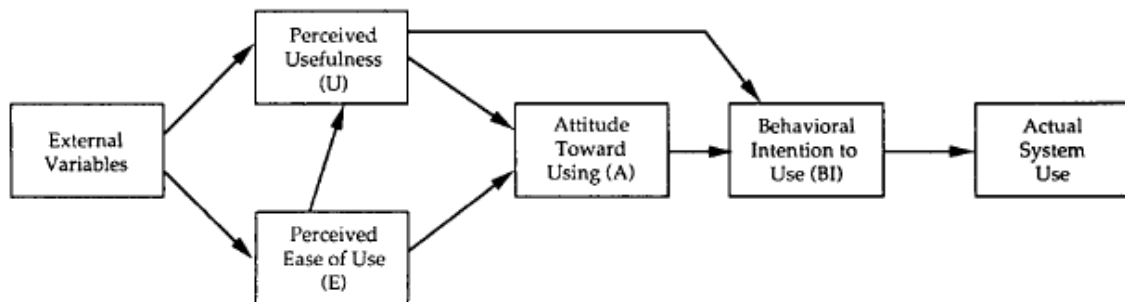 Perceived
Usefulness
(U)
External
Variables
Perceived
Ease of Use
(E)
Attitude
Toward
Using (A)
Behavioral
Intention to
Use (BI)
Actual
System
Use